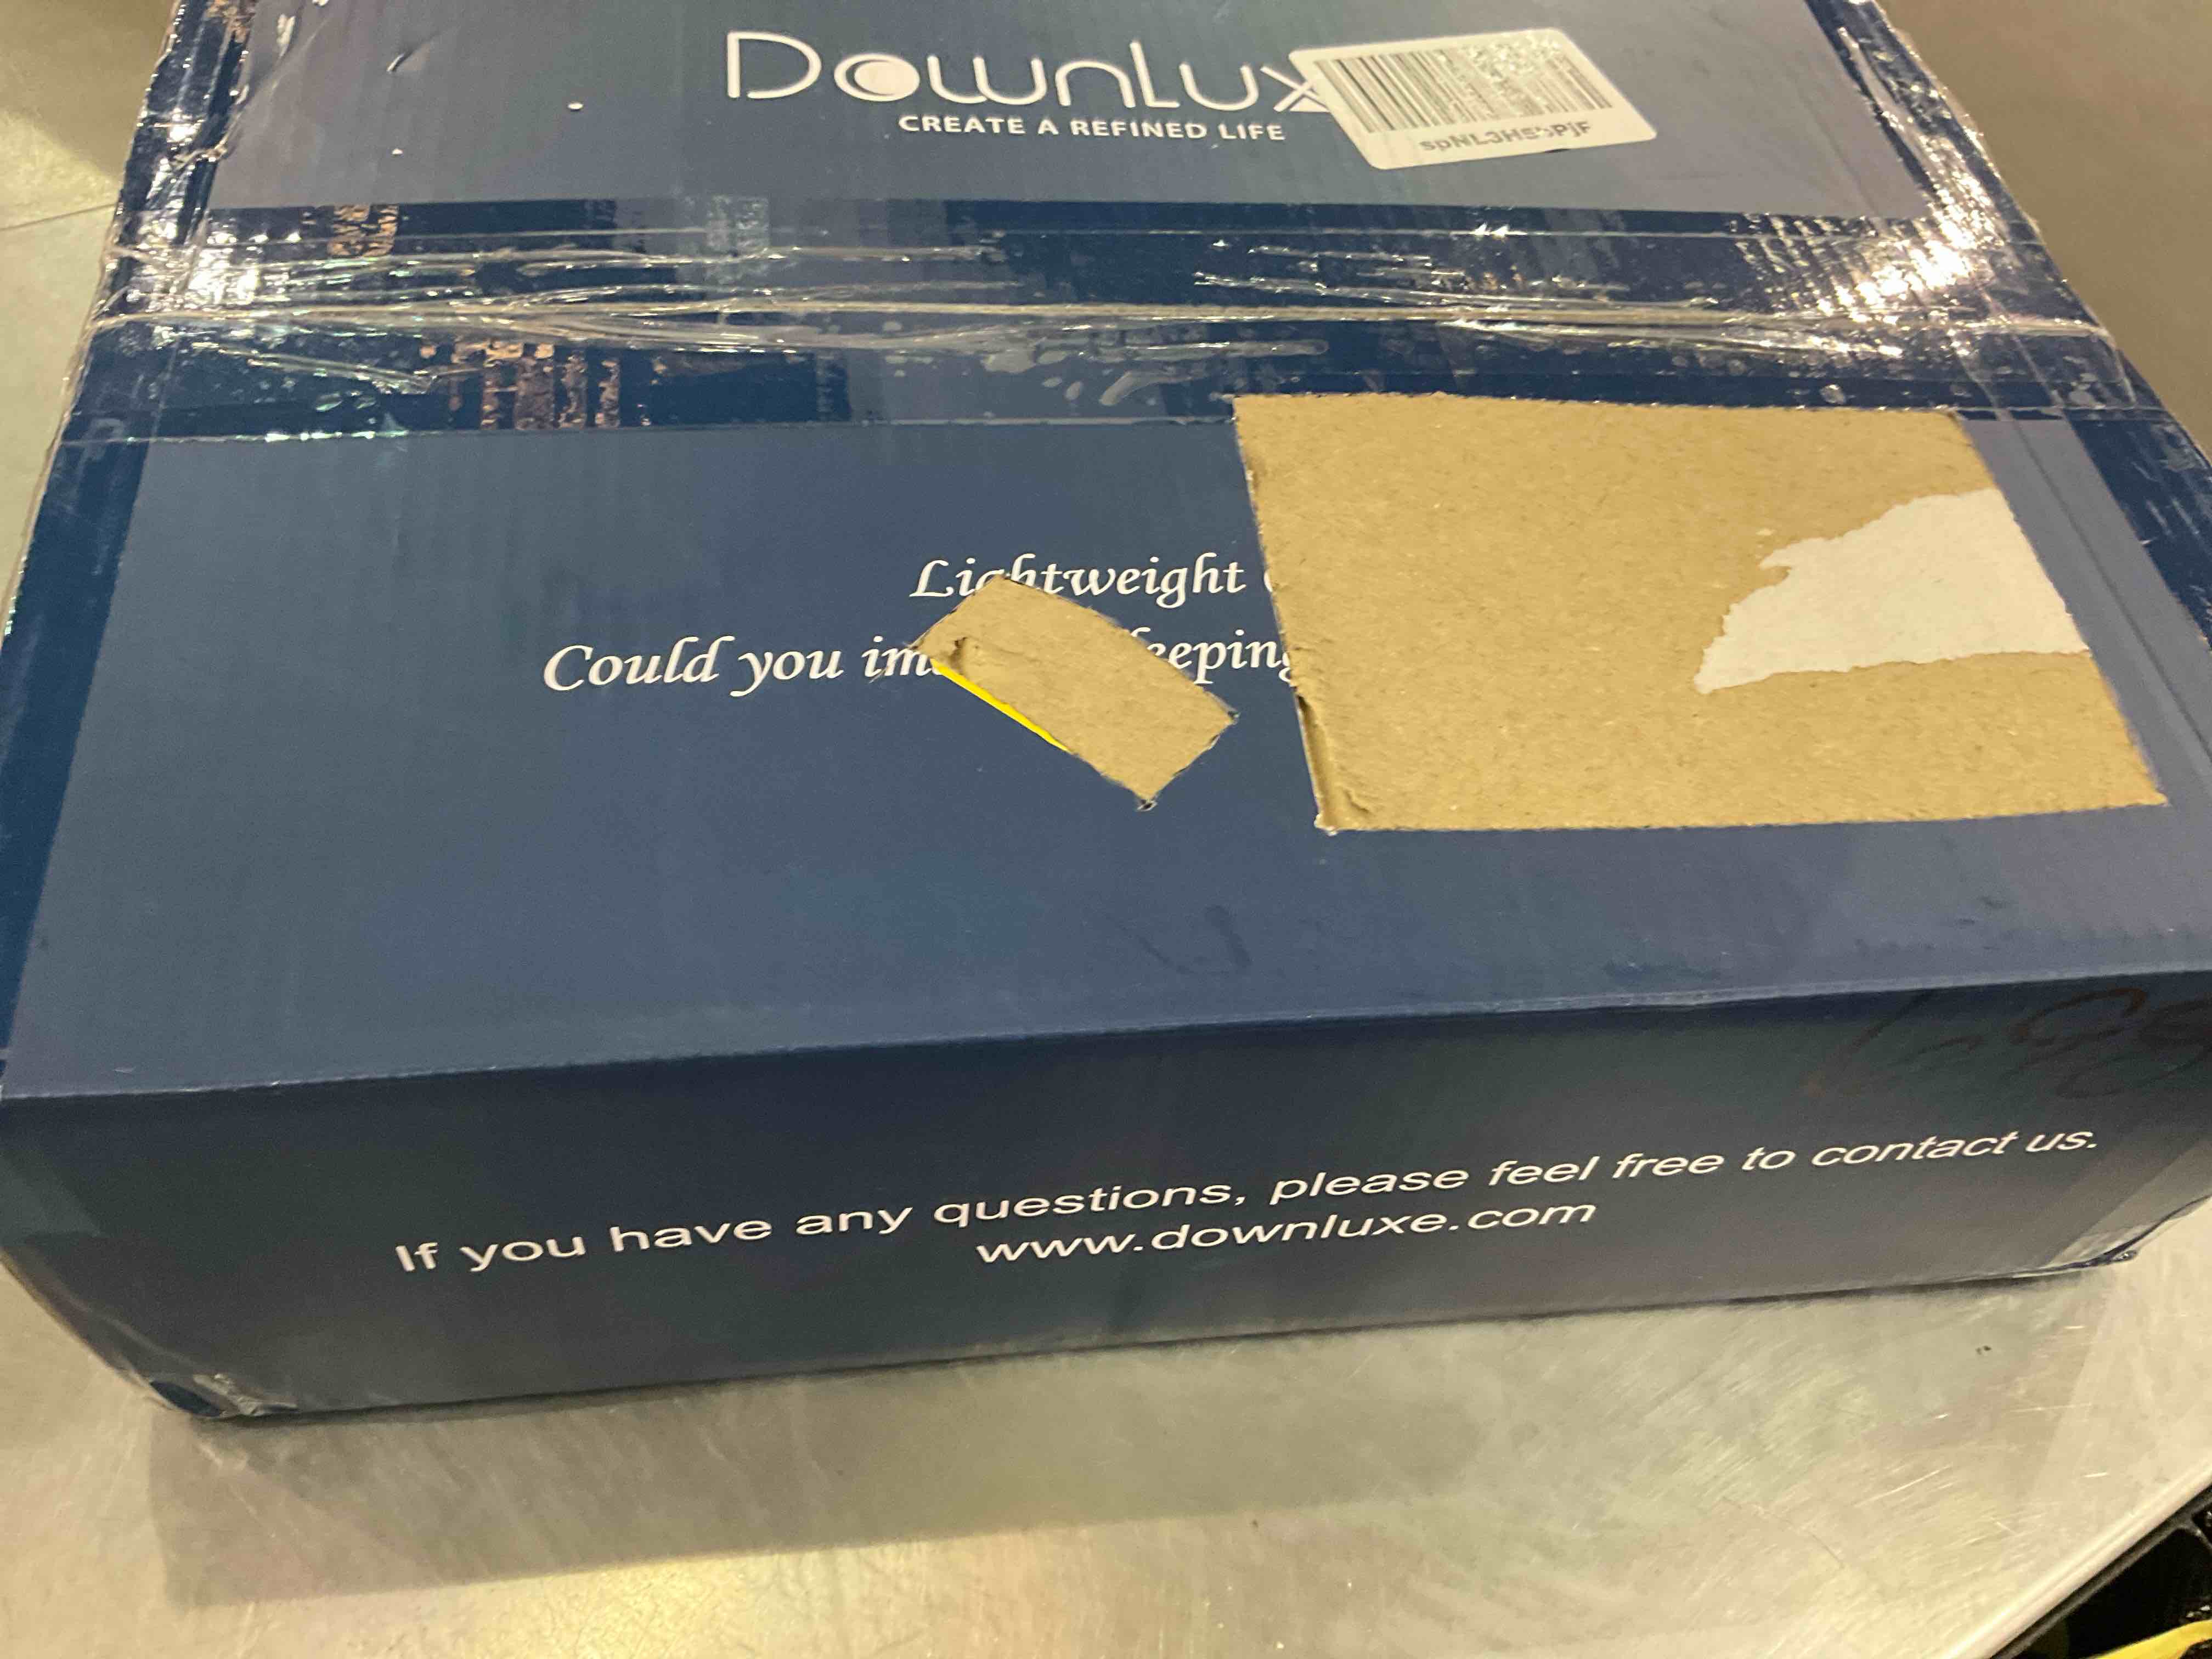 DownLux
CREATE A REFINED LIFE
Lightweight
Could you
If you have any questions, please feel free to contact us.
www.downluxe.com